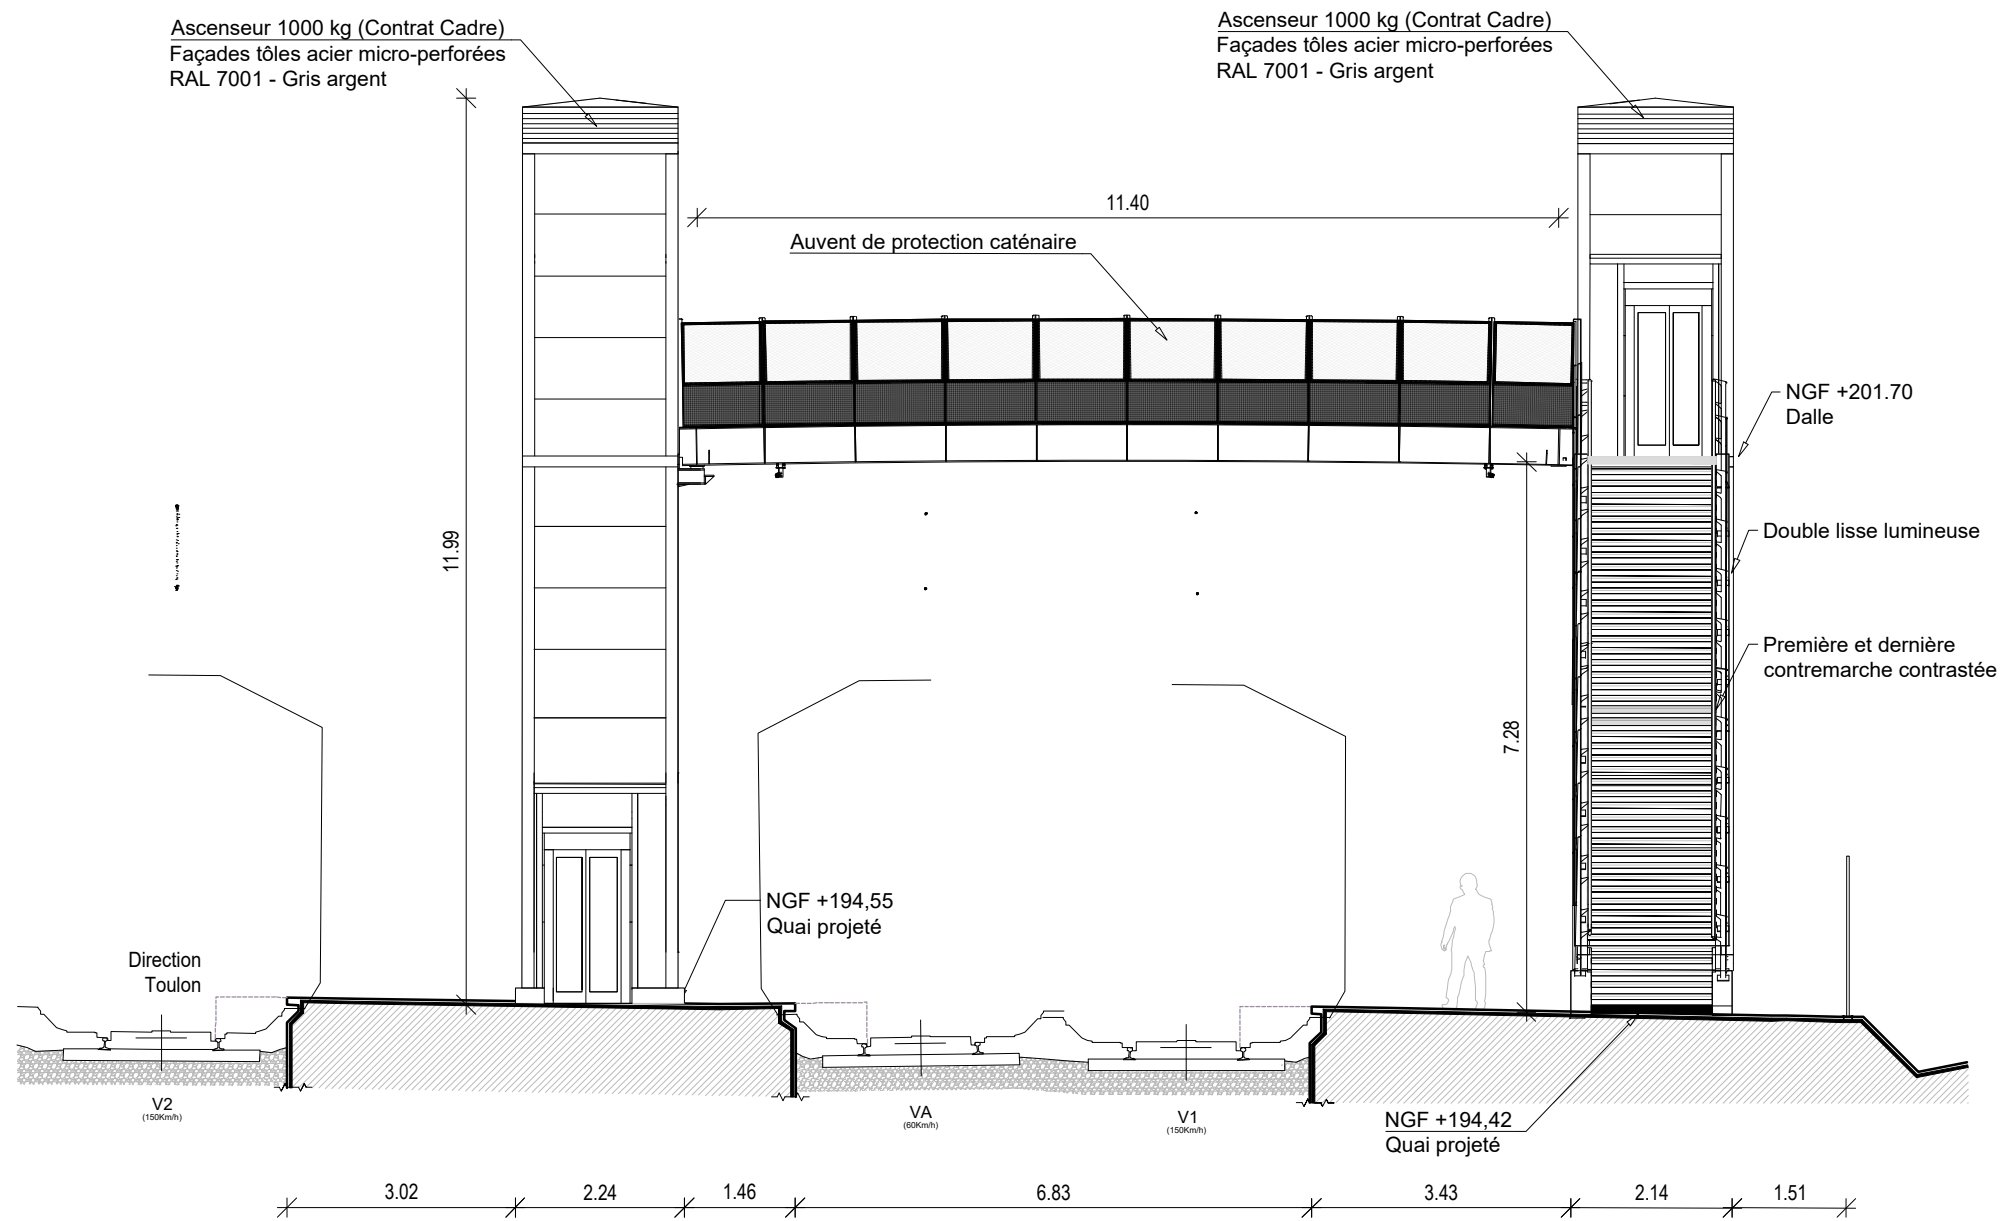 Ascenseur 1000 kg (Contrat Cadre)
Façades tôles acier micro-perforées
RAL 7001 - Gris argent
Ascenseur 1000 kg (Contrat Cadre)
Façades tôles acier micro-perforées
RAL 7001 - Gris argent
11.40
Auvent de protection caténaire
NGF +201.70
Dalle
11.99
Double lisse lumineuse
Première et dernière
contremarche contrastée
7.28
NGF +194,55
Quai projeté
Direction
Toulon
V2
(150Km/h)
VA
(60Km/h)
V1
(150Km/h)
NGF +194,42
Quai projeté
3.02
2.24
1.46
6.83
3.43
2.14
1.51